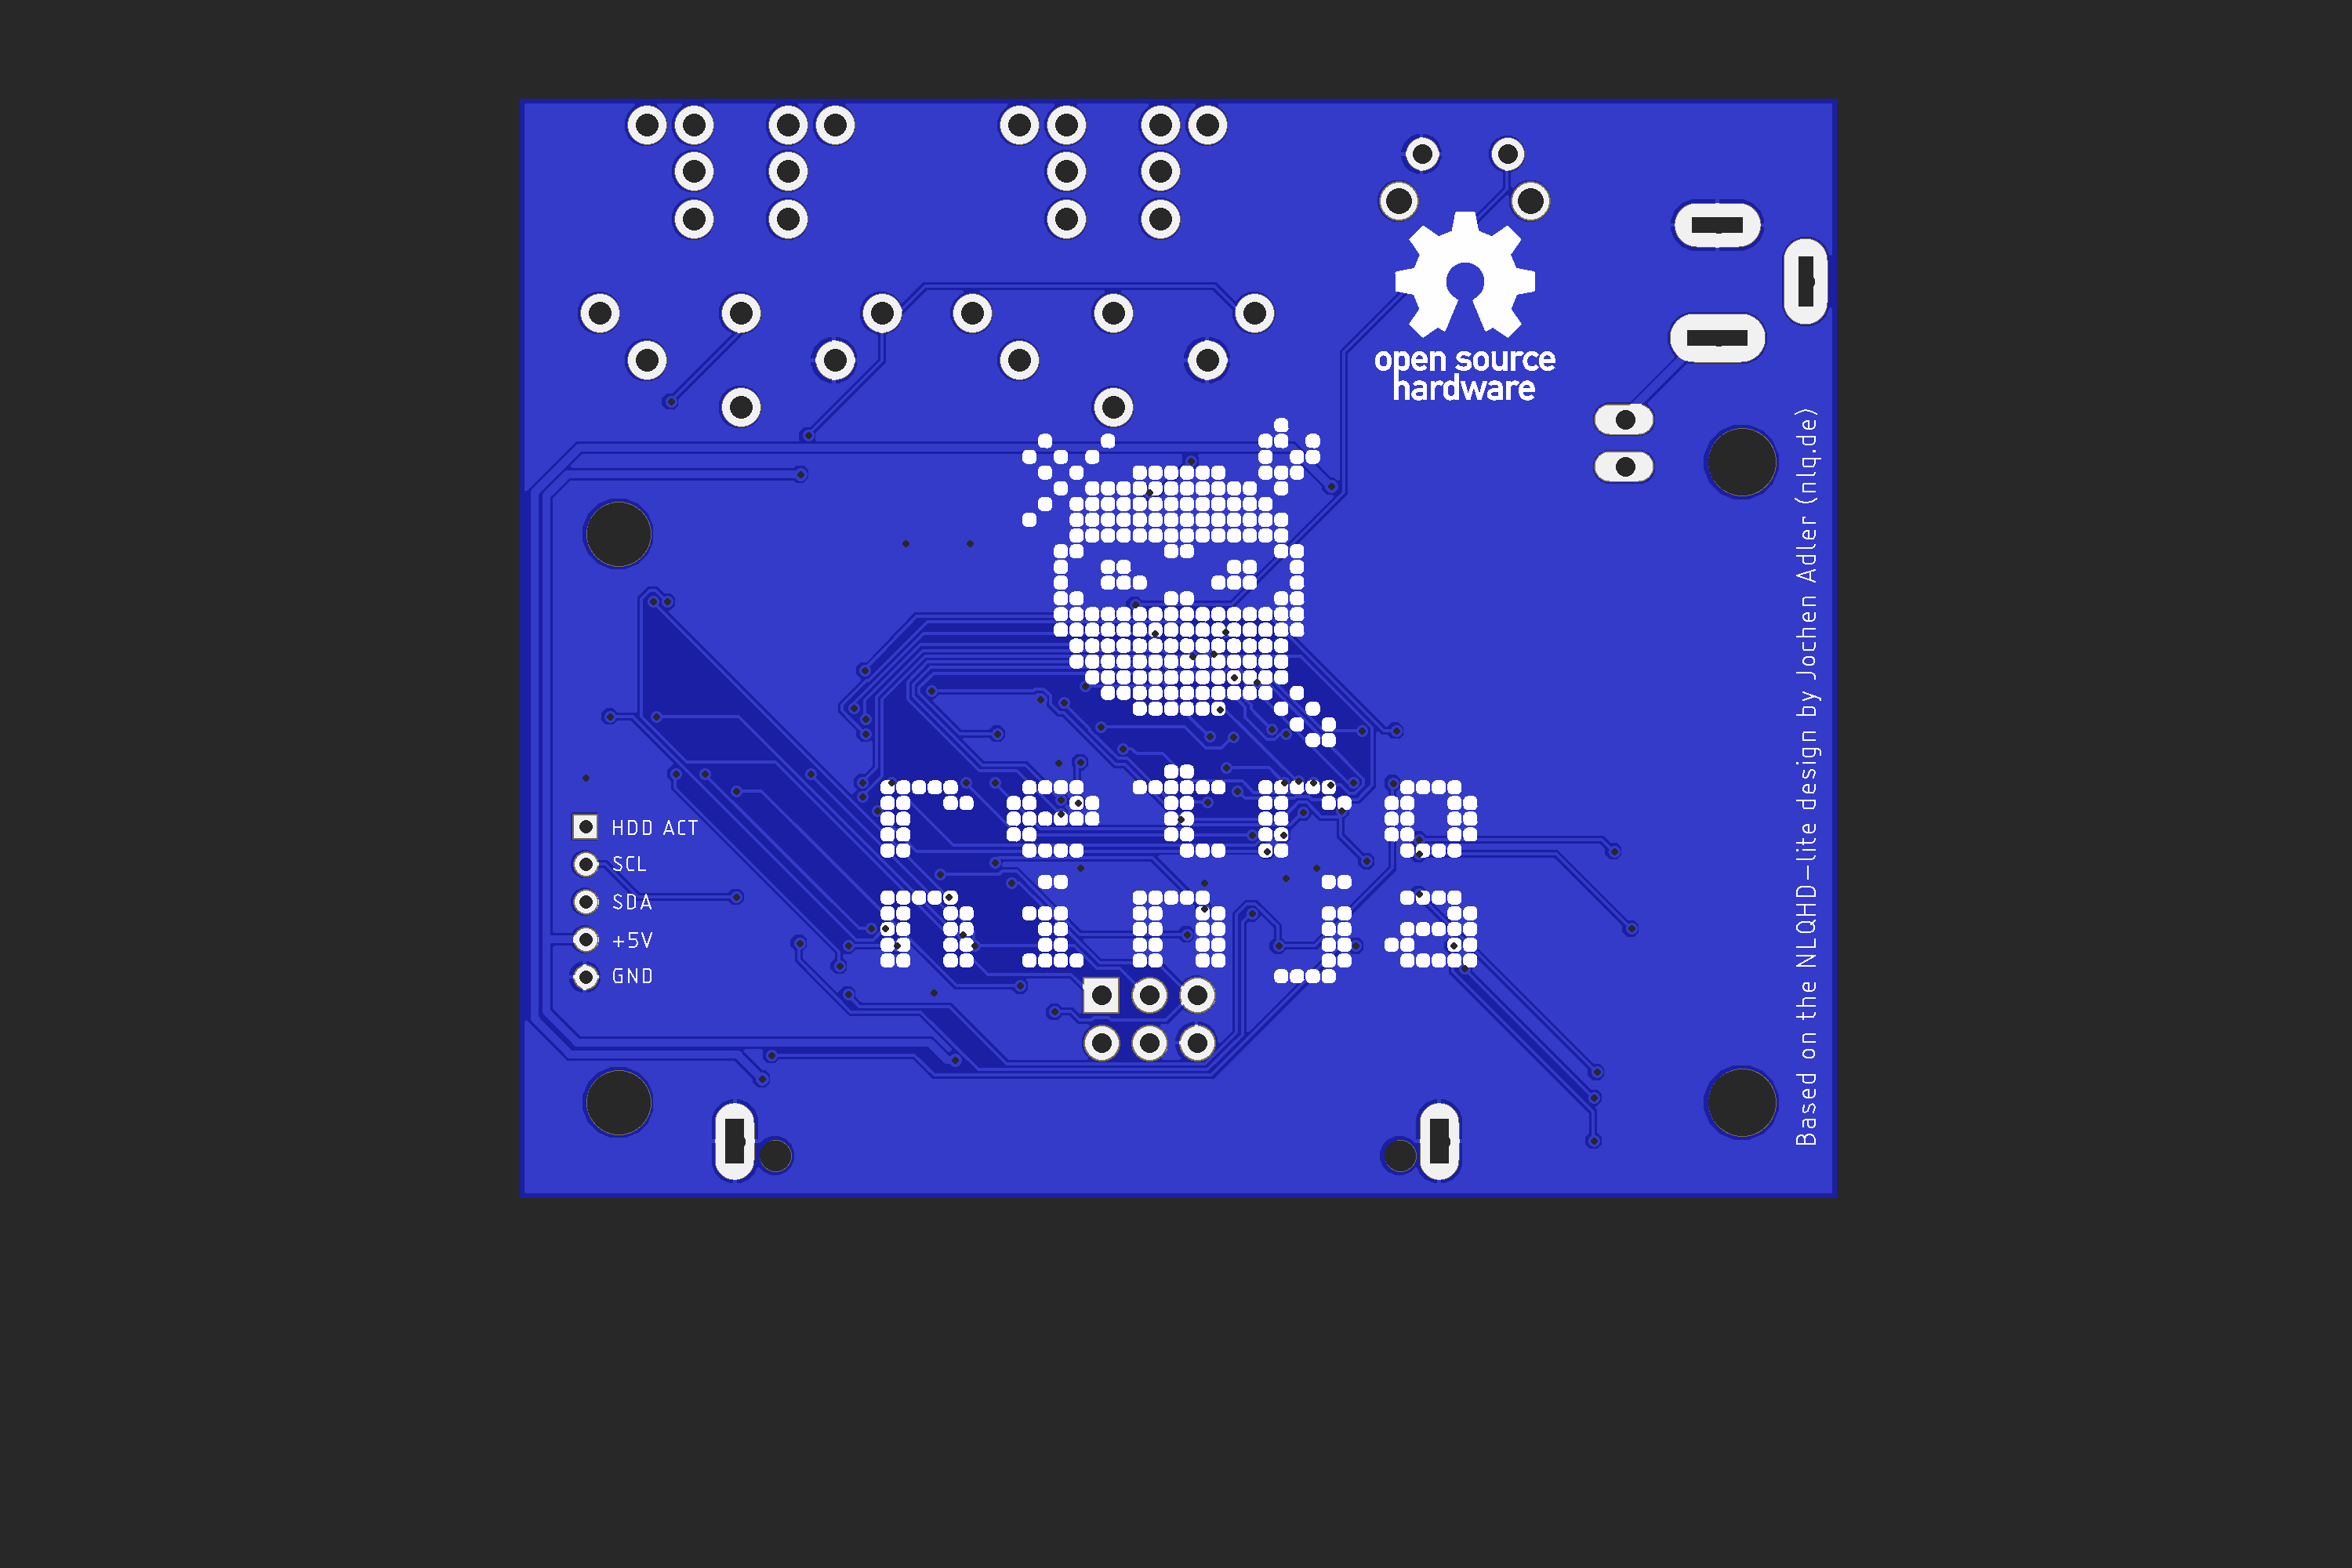 open source
hardware
retro
ninja
HDD ACT
SCL
SDA
+5V
GND
Based on the NLQHD-lite design by Jochen Adler (nlq.de)